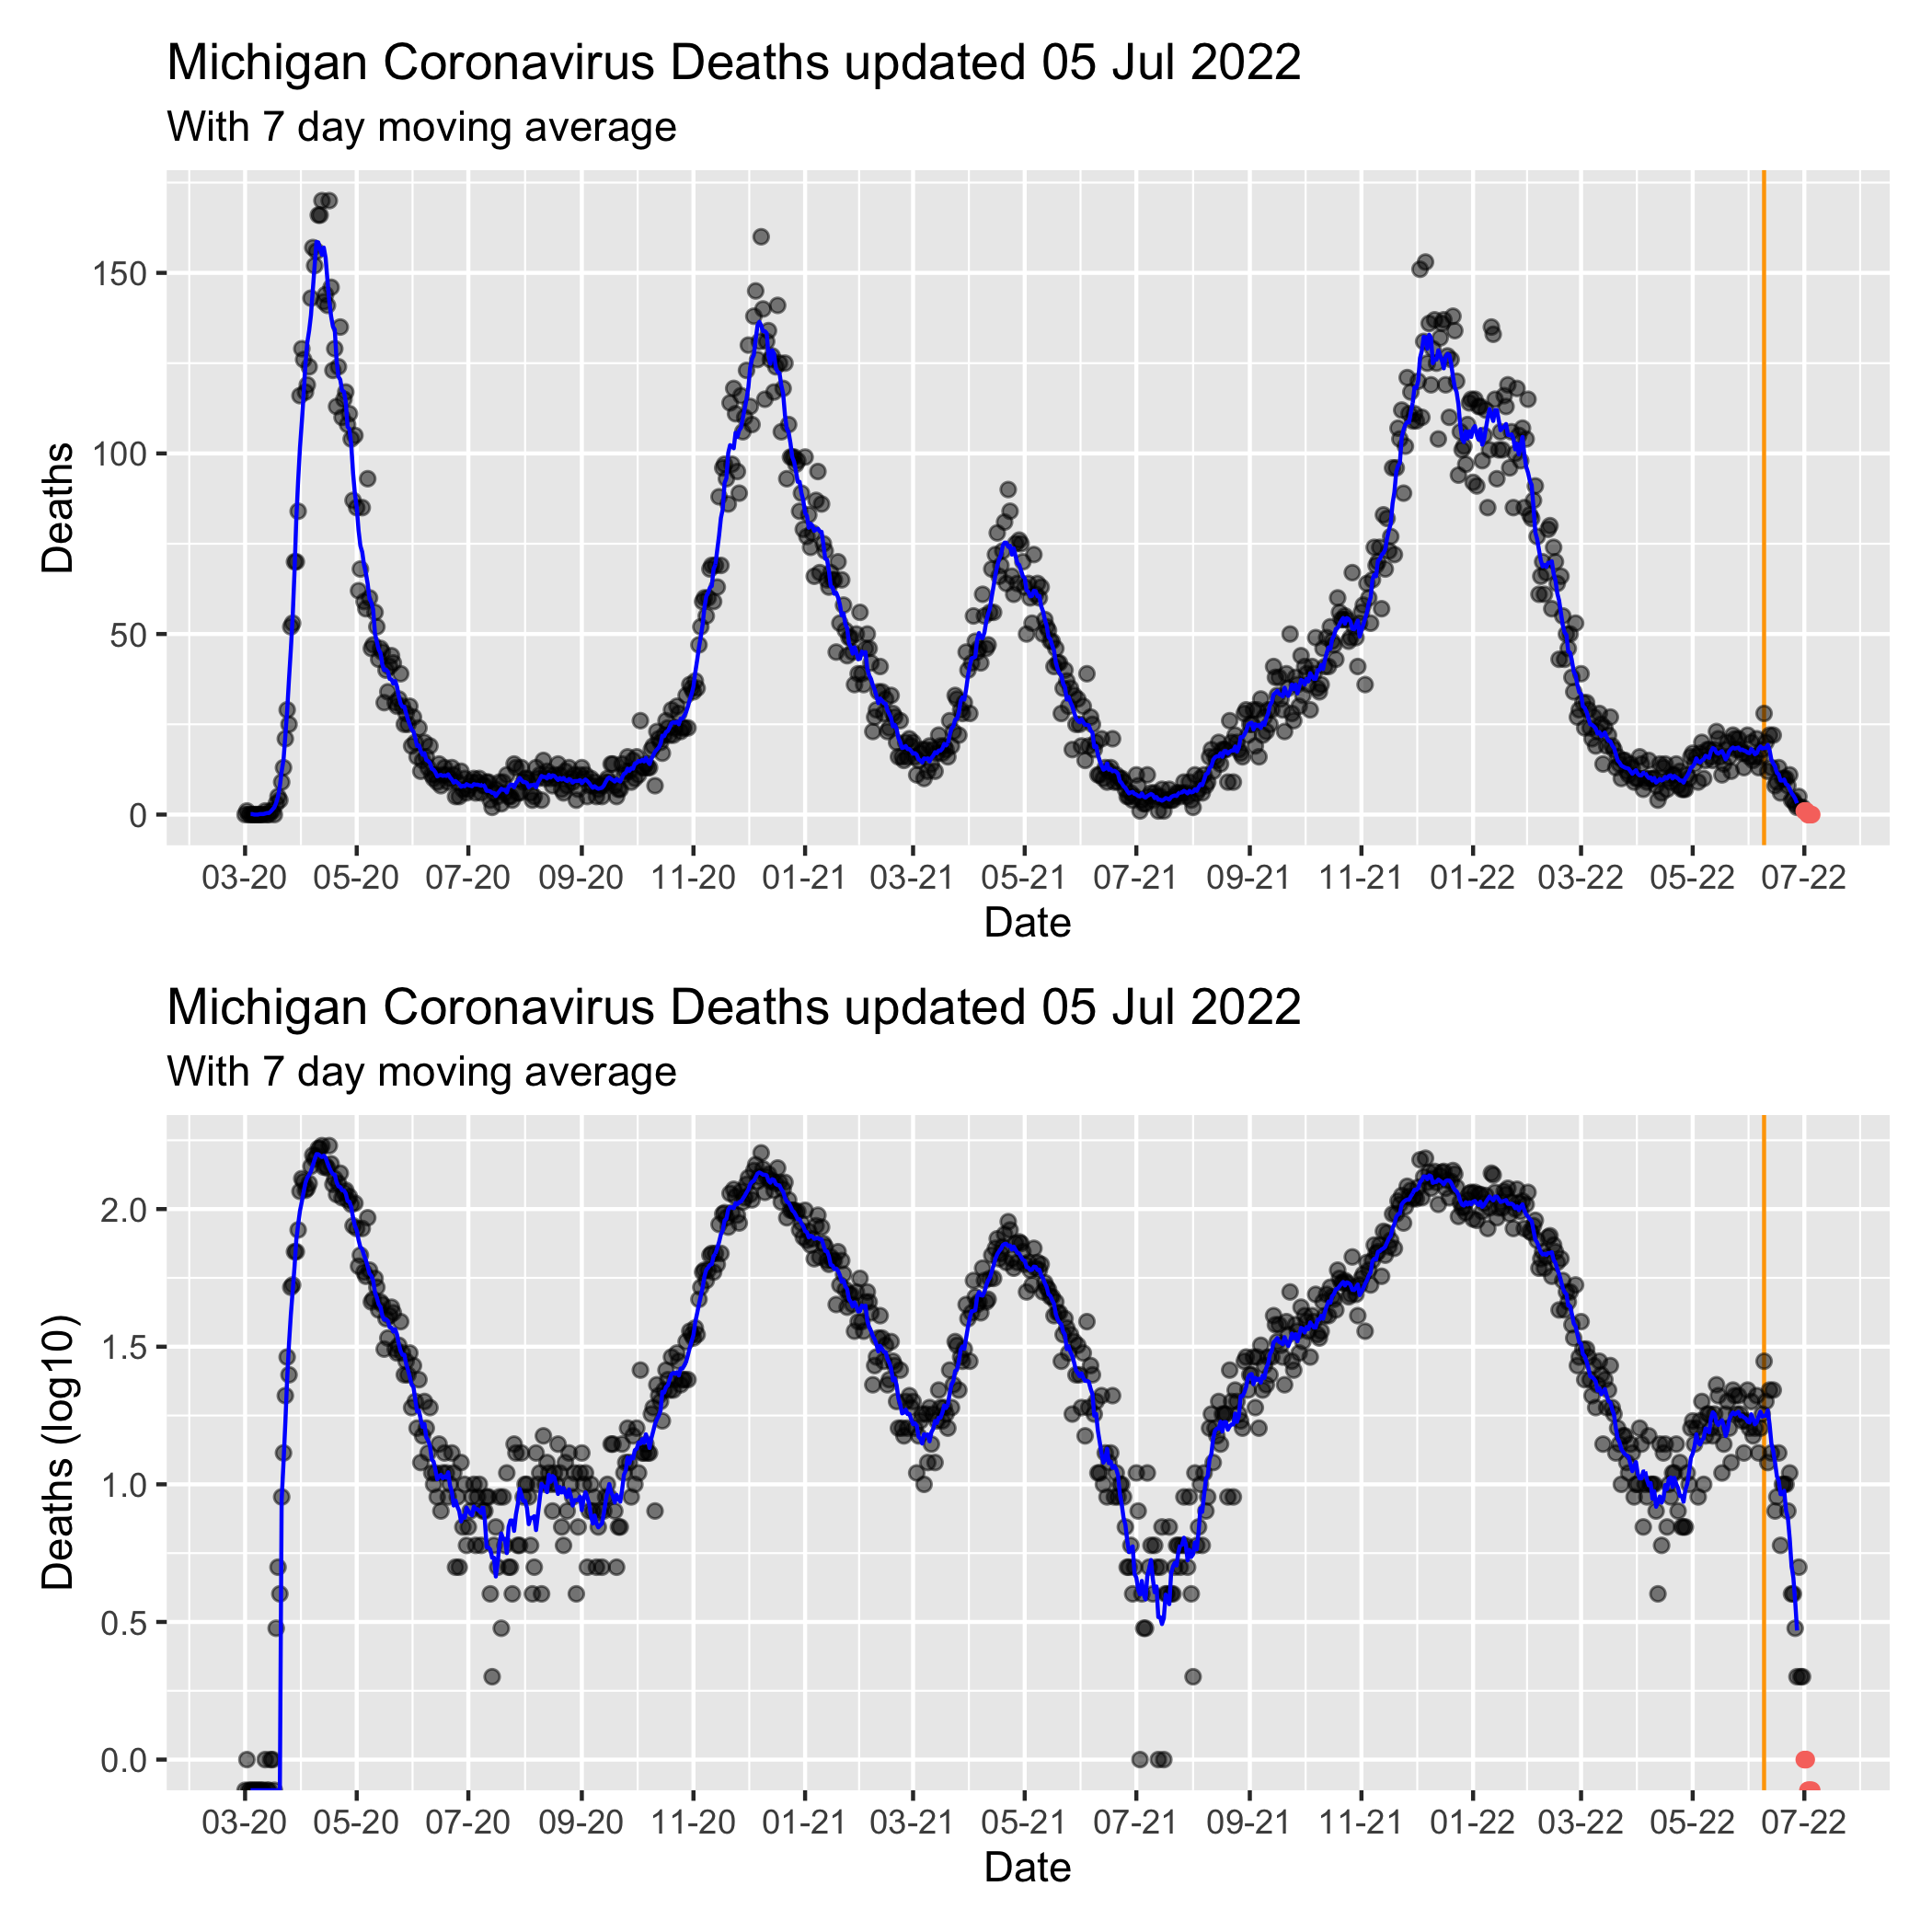 Michigan Coronavirus Deaths updated 05 Jul 2022
With 7 day moving average
150
100
50
0
Deaths
03-20 05-20 07-20 09-20 11-20 01-21 03-21 05-21 07-21 09-21 11-21 01-22 03-22 05-22 07-22
Date
Michigan Coronavirus Deaths updated 05 Jul 2022
With 7 day moving average
2.0
1.5
1.0
0.5
0.0
Deaths (log10)
03-20 05-20 07-20 09-20 11-20 01-21 03-21 05-21 07-21 09-21 11-21 01-22 03-22 05-22 07-22
Date